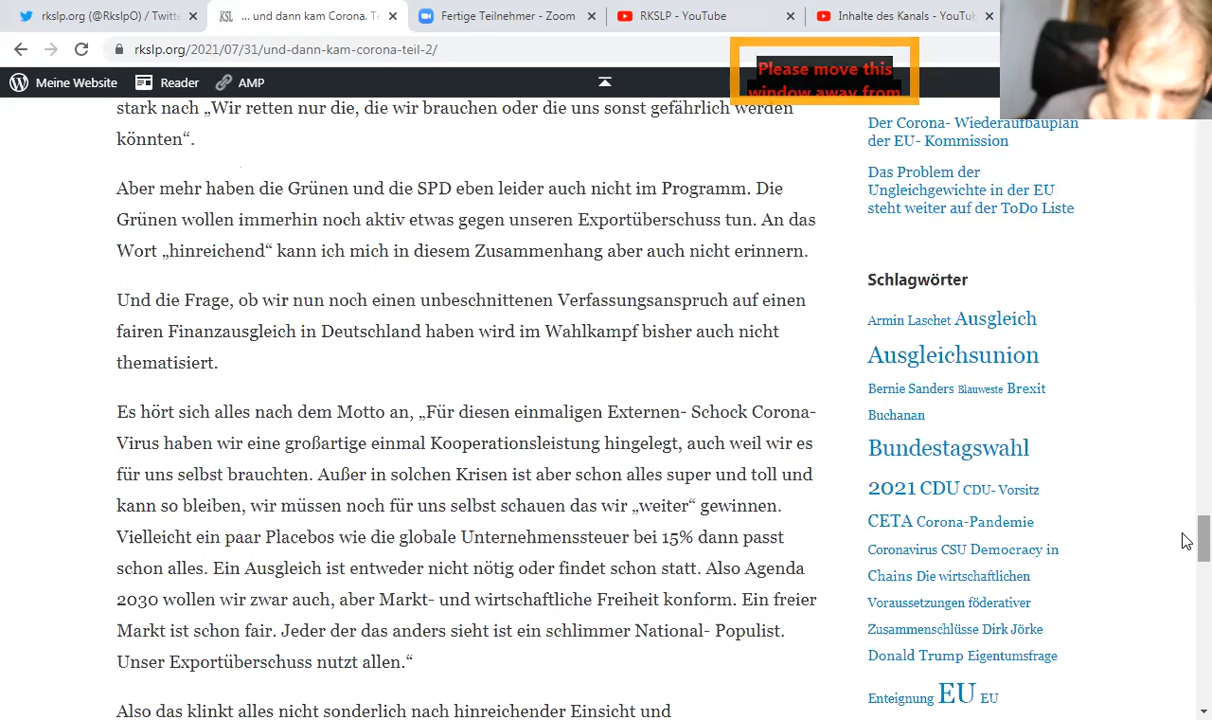 rkslp.org (@RkslpO) / Twitte
... und dann kam Corona. Te
Fertige Teilnehmer - Zoom
RKSLP - YouTube
Inhalte des Kanals - YouTu
rkslp.org/2021/07/31/und-dann-kam-corona-teil-2/
Please move this
window away from
Meine Website
Reader
AMP
stark nach „Wir retten nur die, die wir brauchen oder die uns sonst gefährlich werden
könnten“.
Aber mehr haben die Grünen und die SPD eben leider auch nicht im Programm. Die
Grünen wollen immerhin noch aktiv etwas gegen unseren Exportüberschuss tun. An das
Wort „hinreichend“ kann ich mich in diesem Zusammenhang aber auch nicht erinnern.
Und die Frage, ob wir nun noch einen unbeschnittenen Verfassungsanspruch auf einen
fairen Finanzausgleich in Deutschland haben wird im Wahlkampf bisher auch nicht
thematisiert.
Es hört sich alles nach dem Motto an, „Für diesen einmaligen Externen- Schock Corona-
Virus haben wir eine großartige einmal Kooperationsleistung hingelegt, auch weil wir es
für uns selbst brauchten. Außer in solchen Krisen ist aber schon alles super und toll und
kann so bleiben, wir müssen noch für uns selbst schauen das wir „weiter“ gewinnen.
Vielleicht ein paar Placebos wie die globale Unternehmenssteuer bei 15% dann passt
schon alles. Ein Ausgleich ist entweder nicht nötig oder findet schon statt. Also Agenda
2030 wollen wir zwar auch, aber Markt- und wirtschaftliche Freiheit konform. Ein freier
Markt ist schon fair. Jeder der das anders sieht ist ein schlimmer National- Populist.
Unser Exportüberschuss nutzt allen.“
Also das klinkt alles nicht sonderlich nach hinreichender Einsicht und
Der Corona- Wiederaufbauplan
der EU- Kommission
Das Problem der
Ungleichgewichte in der EU
steht weiter auf der ToDo Liste
Schlagwörter
Armin Laschet Ausgleich
Ausgleichsunion
Bernie Sanders Blauweste Brexit
Buchanan
Bundestagswahl
2021 CDU CDU- Vorsitz
CETA Corona-Pandemie
Coronavirus CSU Democracy in
Chains Die wirtschaftlichen
Voraussetzungen föderativer
Zusammenschlüsse Dirk Jörke
Donald Trump Eigentumsfrage
Enteignung EU EU